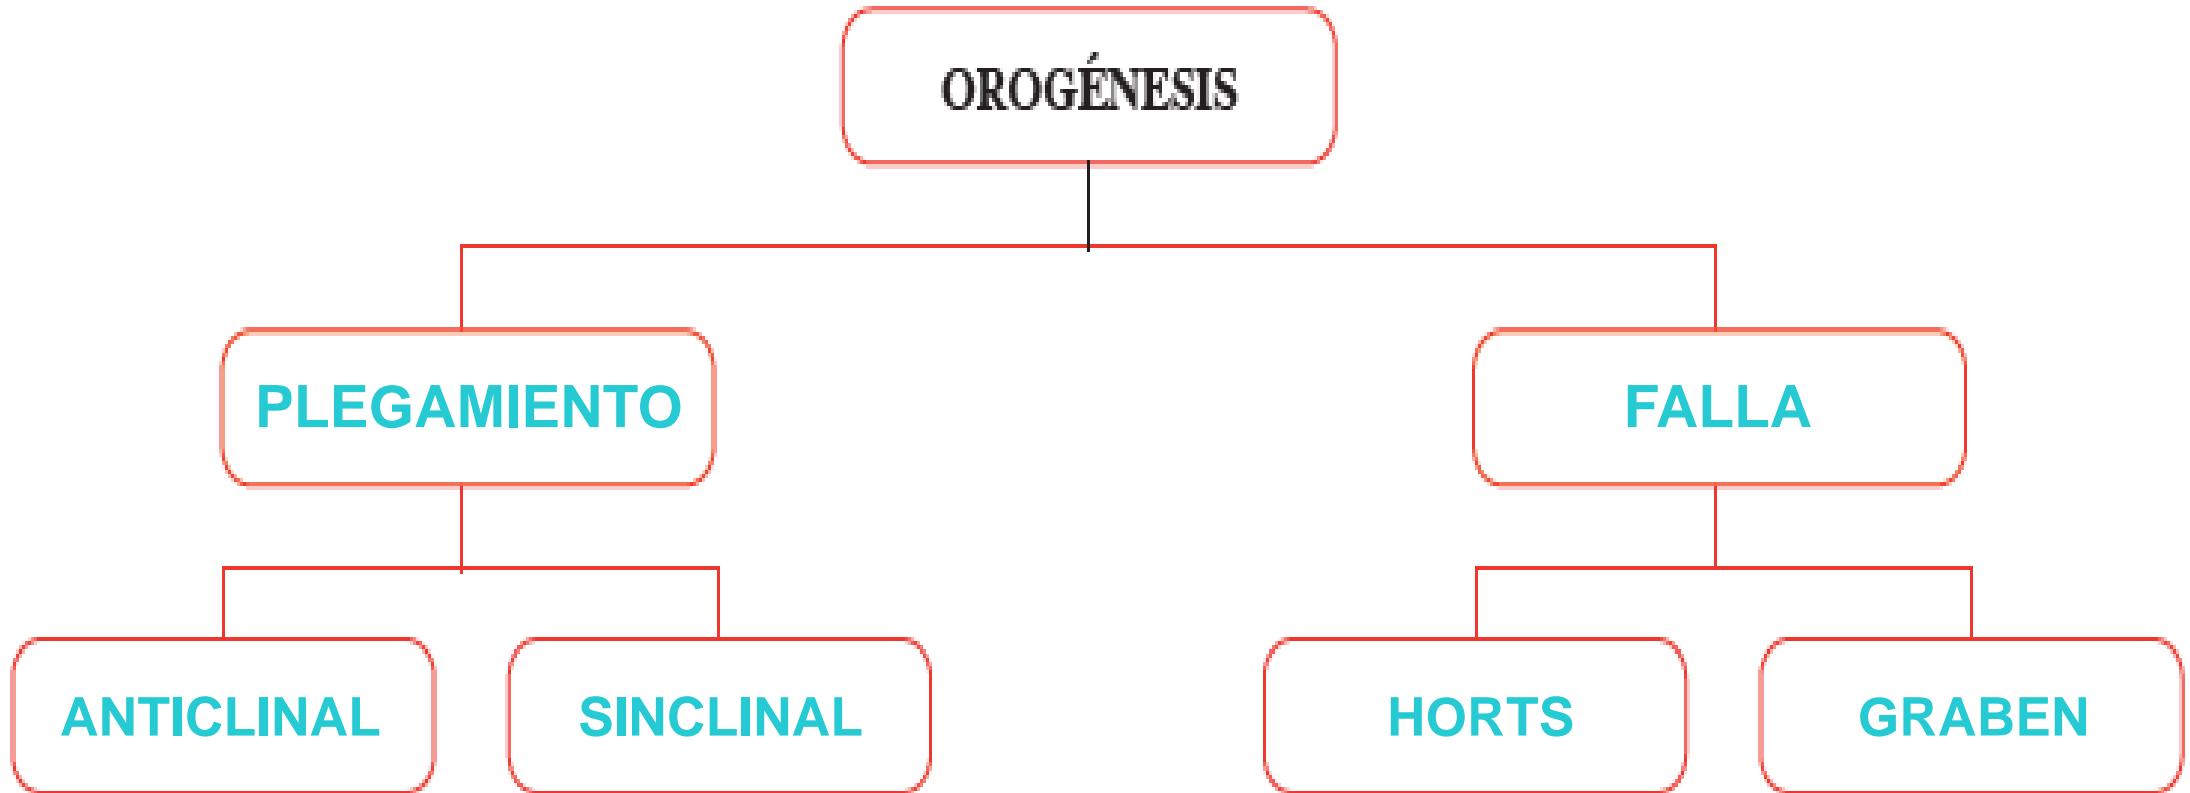 OROGÉNESIS
PLEGAMIENTO
FALLA
ANTICLINAL
SINCLINAL
HORTS
GRABEN